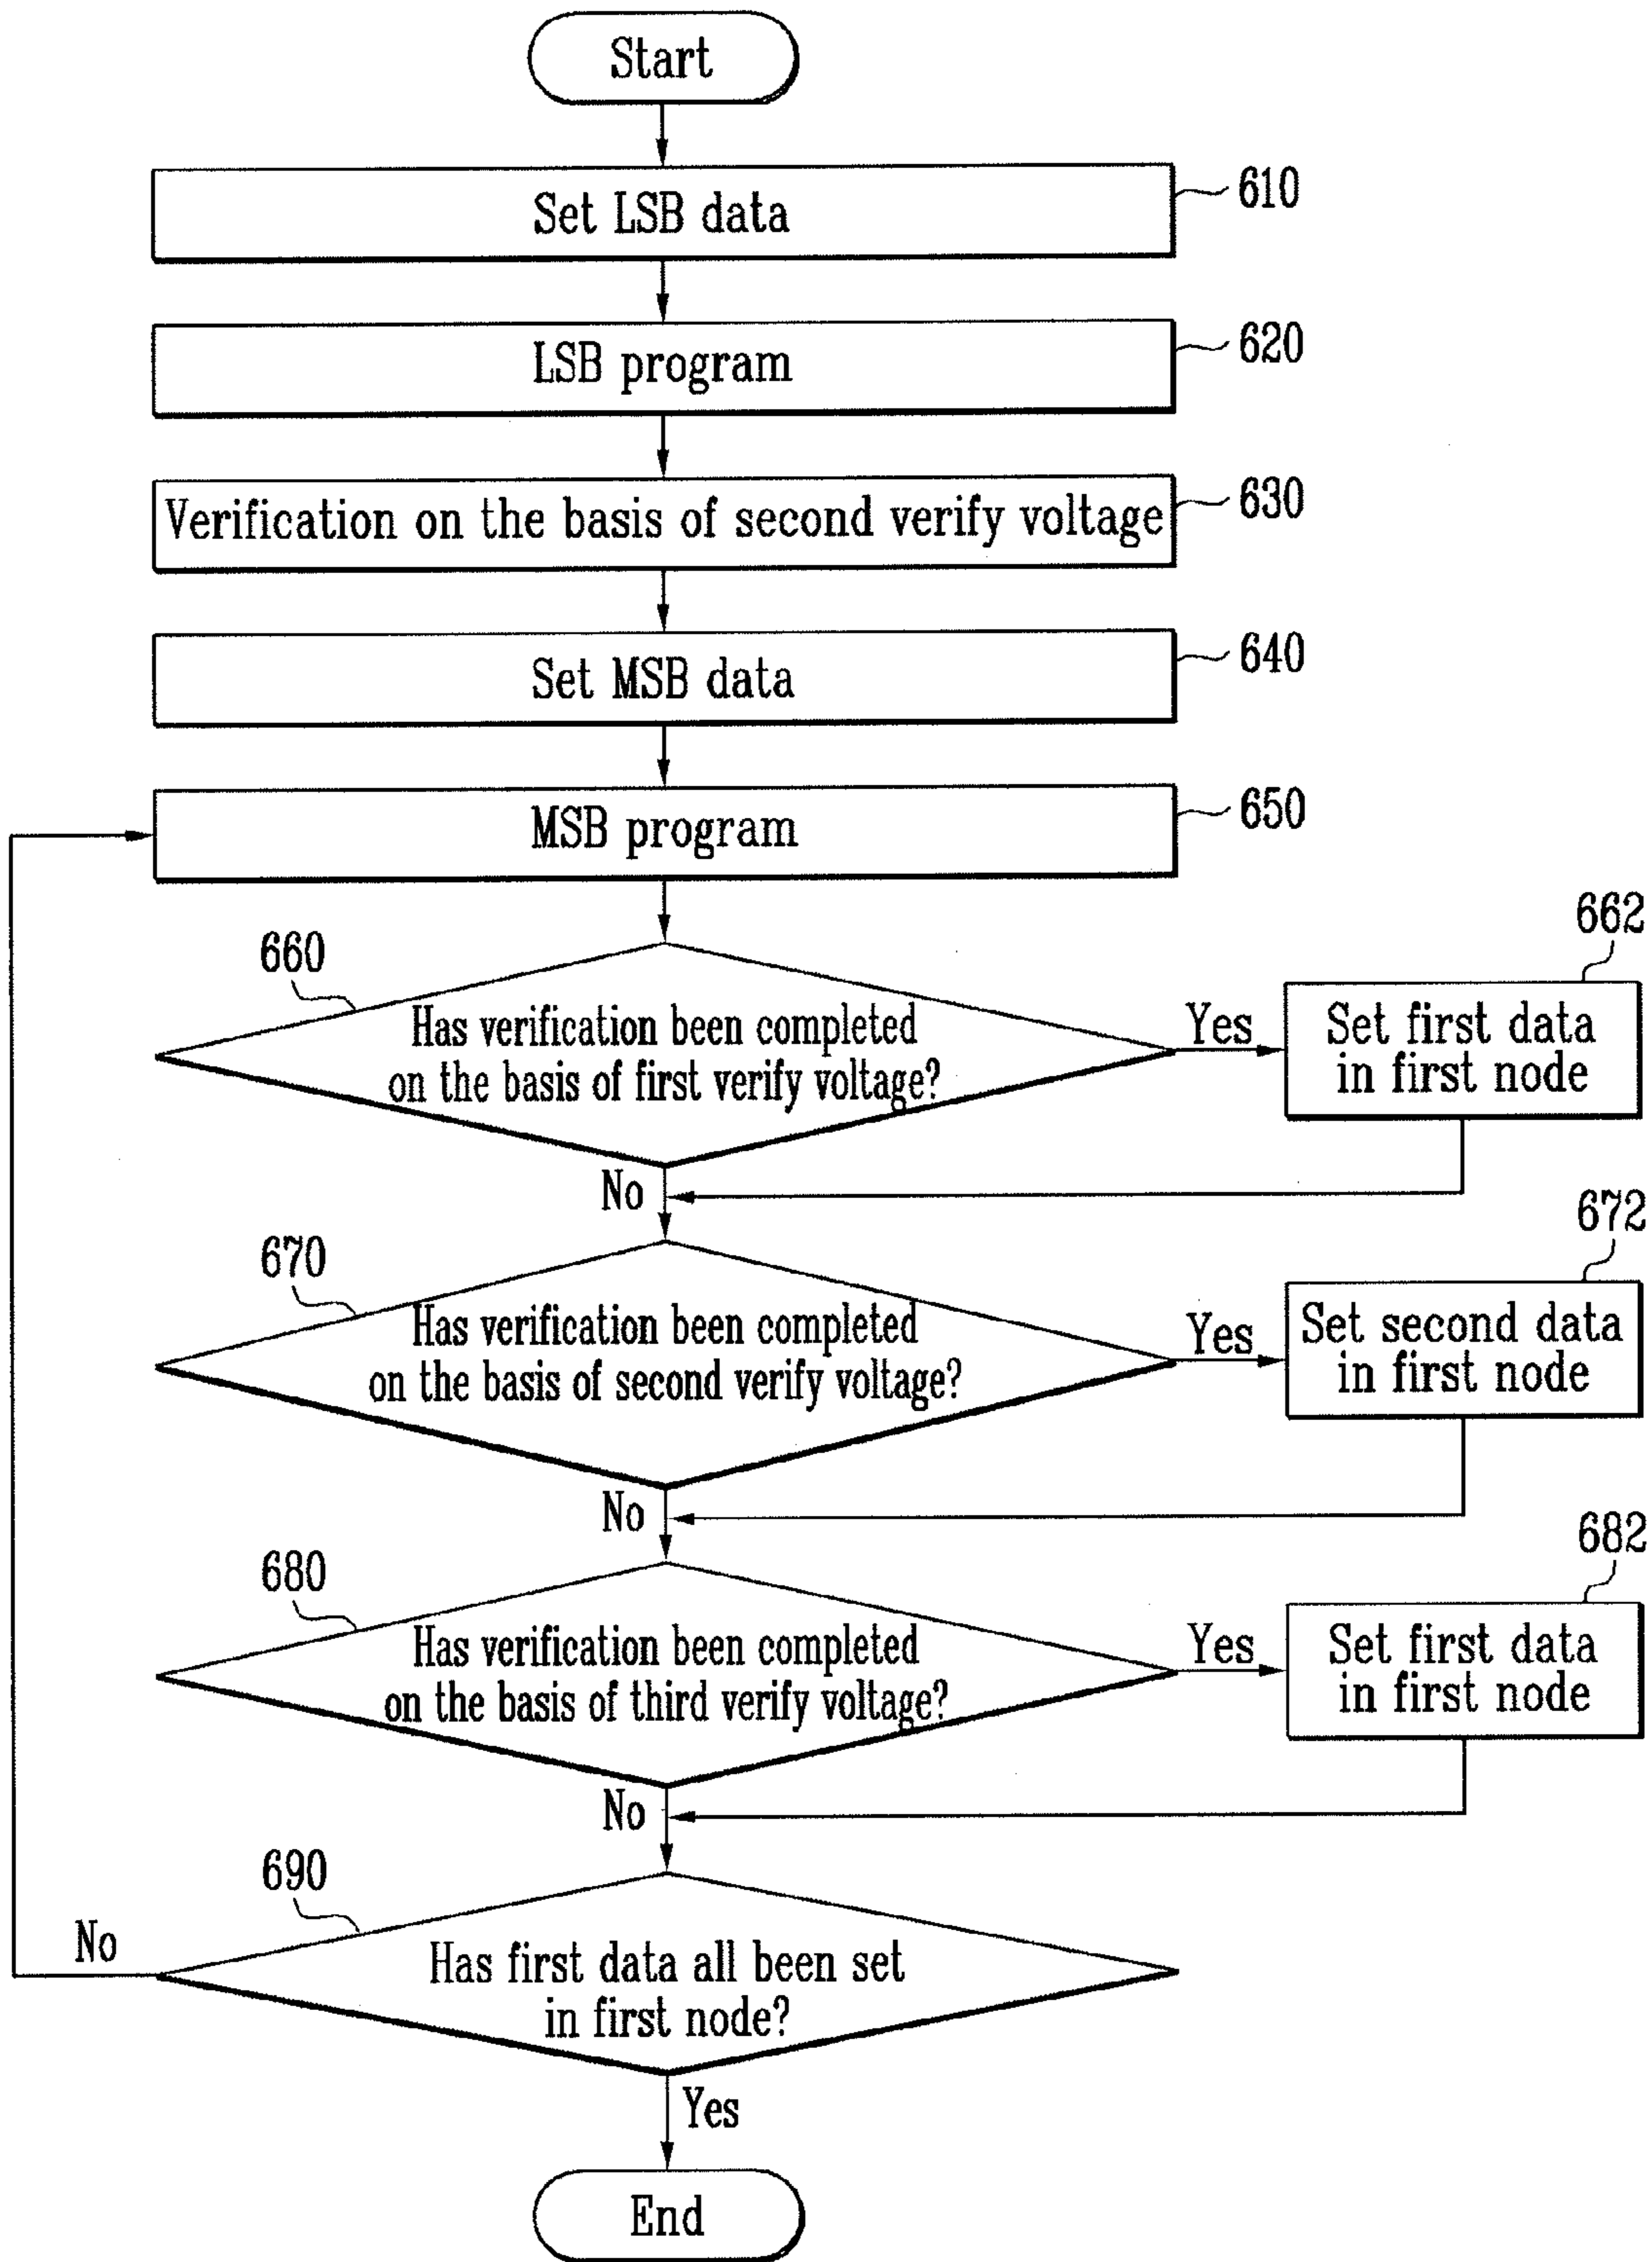 Start
Set LSB data
610
LSB program
620
Verification on the basis of second verify voltage
630
Set MSB data
640
MSB program
650
660
Has verification been completed
on the basis of first verify voltage?
Yes
662
Set first data
in first node
No
670
Has verification been completed
on the basis of second verify voltage?
Yes
672
Set second data
in first node
No
680
Has verification been completed
on the basis of third verify voltage?
Yes
682
Set first data
in first node
No
690
No
Has first data all been set
in first node?
Yes
End